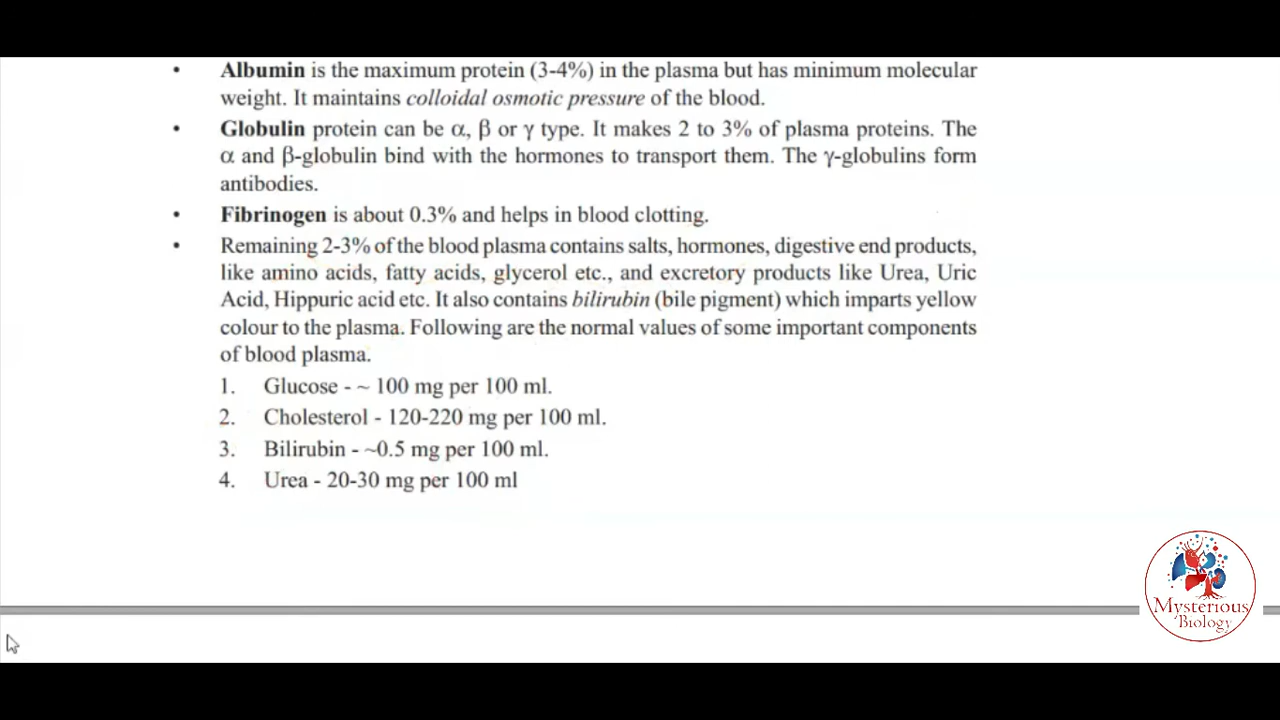 • Albumin is the maximum protein (3-4%) in the plasma but has minimum molecular
weight. It maintains colloidal osmotic pressure of the blood.
• Globulin protein can be α, β or γ type. It makes 2 to 3% of plasma proteins. The
α and β-globulin bind with the hormones to transport them. The γ-globulins form
antibodies.
• Fibrinogen is about 0.3% and helps in blood clotting.
• Remaining 2-3% of the blood plasma contains salts, hormones, digestive end products,
like amino acids, fatty acids, glycerol etc., and excretory products like Urea, Uric
Acid, Hippuric acid etc. It also contains bilirubin (bile pigment) which imparts yellow
colour to the plasma. Following are the normal values of some important components
of blood plasma.
1. Glucose - ~ 100 mg per 100 ml.
2. Cholesterol - 120-220 mg per 100 ml.
3. Bilirubin - ~0.5 mg per 100 ml.
4. Urea - 20-30 mg per 100 ml
Mysterious
Biology